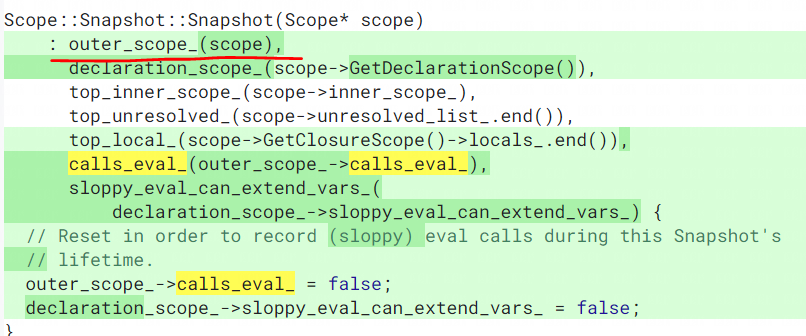 Scope::Snapshot::Snapshot(Scope* scope)
: outer_scope_(scope),
declaration_scope_(scope->GetDeclarationScope()),
top_inner_scope_(scope->inner_scope_),
top_unresolved_(scope->unresolved_list_.end()),
top_local_(scope->GetClosureScope()->locals_.end()),
calls_eval_(outer_scope_->calls_eval_),
sloppy_eval_can_extend_vars_(
declaration_scope_->sloppy_eval_can_extend_vars_) {
// Reset in order to record (sloppy) eval calls during this Snapshot's
// lifetime.
outer_scope_->calls_eval_ = false;
declaration_scope_->sloppy_eval_can_extend_vars_ = false;
}